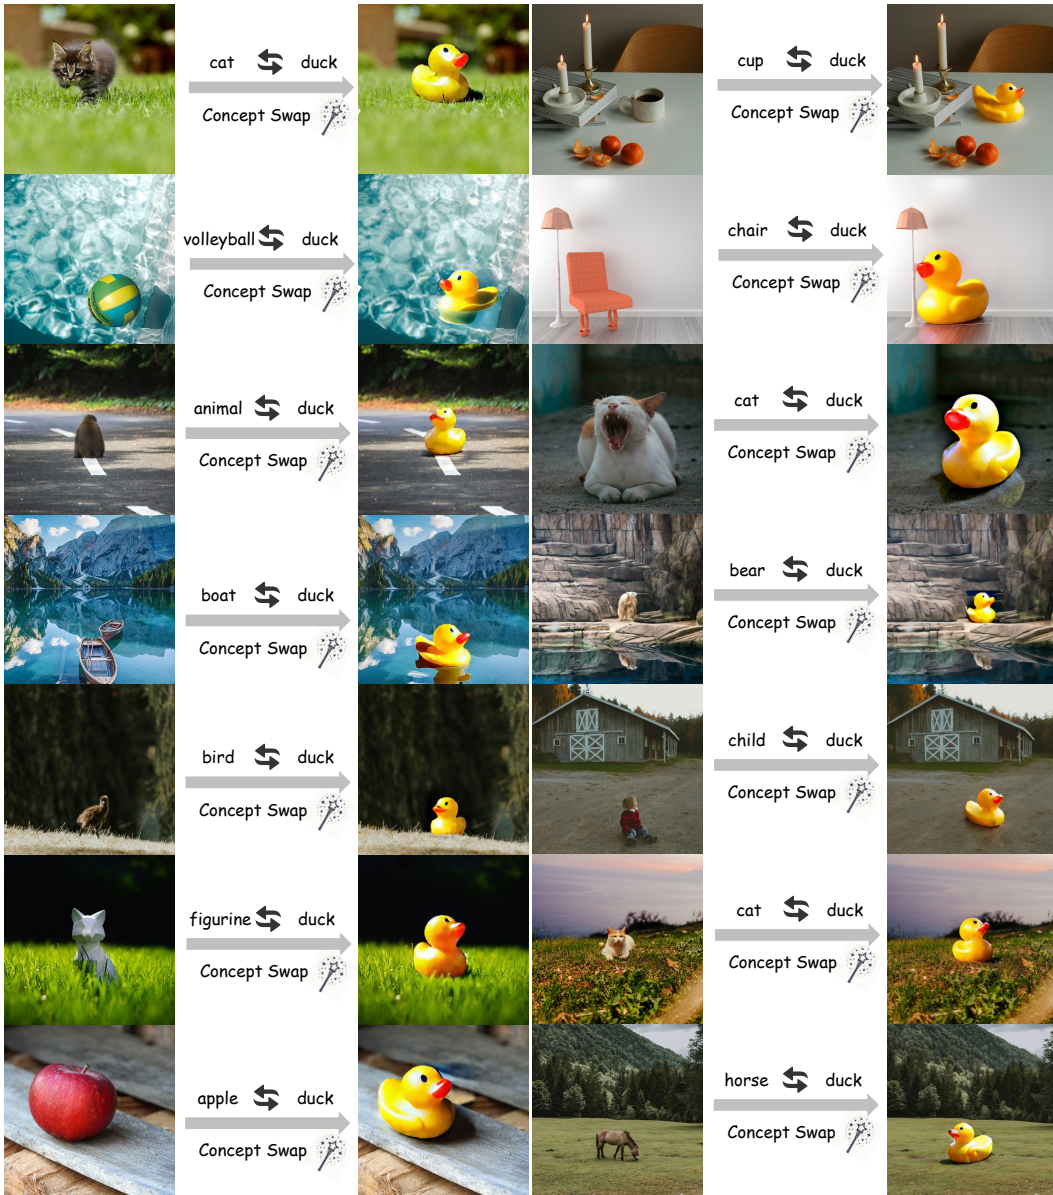 cat duck
Concept Swap
cup duck
Concept Swap
volleyball duck
Concept Swap
chair duck
Concept Swap
animal duck
Concept Swap
cat duck
Concept Swap
boat duck
Concept Swap
bear duck
Concept Swap
bird duck
Concept Swap
child duck
Concept Swap
figurine duck
Concept Swap
cat duck
Concept Swap
apple duck
Concept Swap
horse duck
Concept Swap